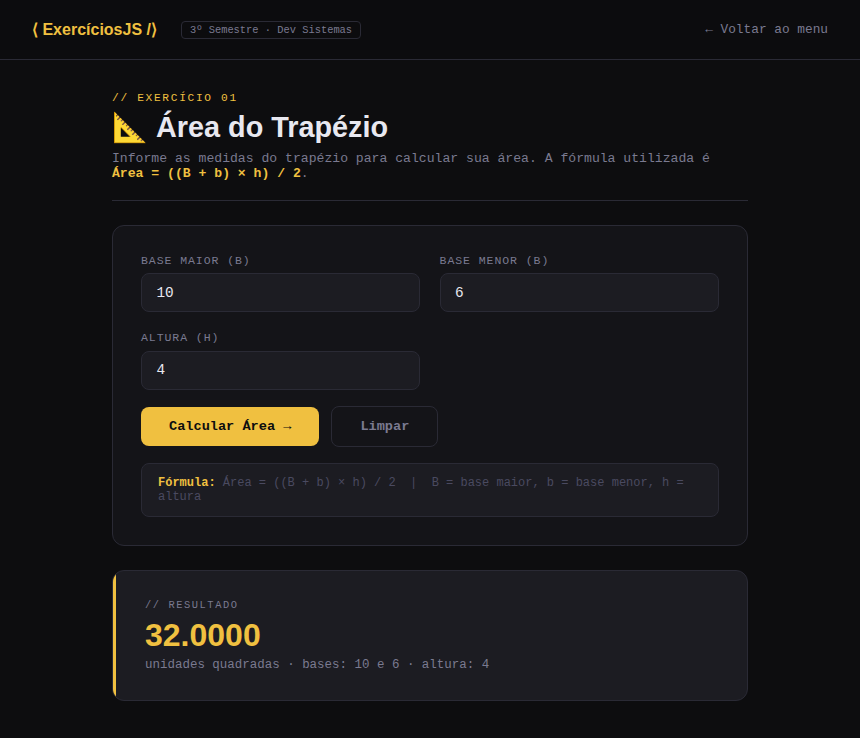 ⟨ ExercíciosJS /⟩
3º Semestre · Dev Sistemas
← Voltar ao menu
// EXERCÍCIO 01
📐 Área do Trapézio
Informe as medidas do trapézio para calcular sua área. A fórmula utilizada é
Área = ((B + b) × h) / 2.
BASE MAIOR (B)
BASE MENOR (B)
10
6
ALTURA (H)
4
Calcular Área →
Limpar
Fórmula: Área = ((B + b) × h) / 2 | B = base maior, b = base menor, h =
altura
// RESULTADO
32.0000
unidades quadradas · bases: 10 e 6 · altura: 4